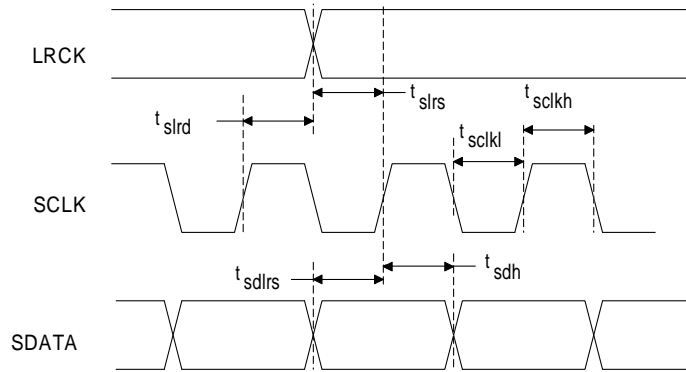 LRCK
t slrs
t sclkh
t slrd
t sclkl
SCLK
t sdlrs
t sdh
SDATA